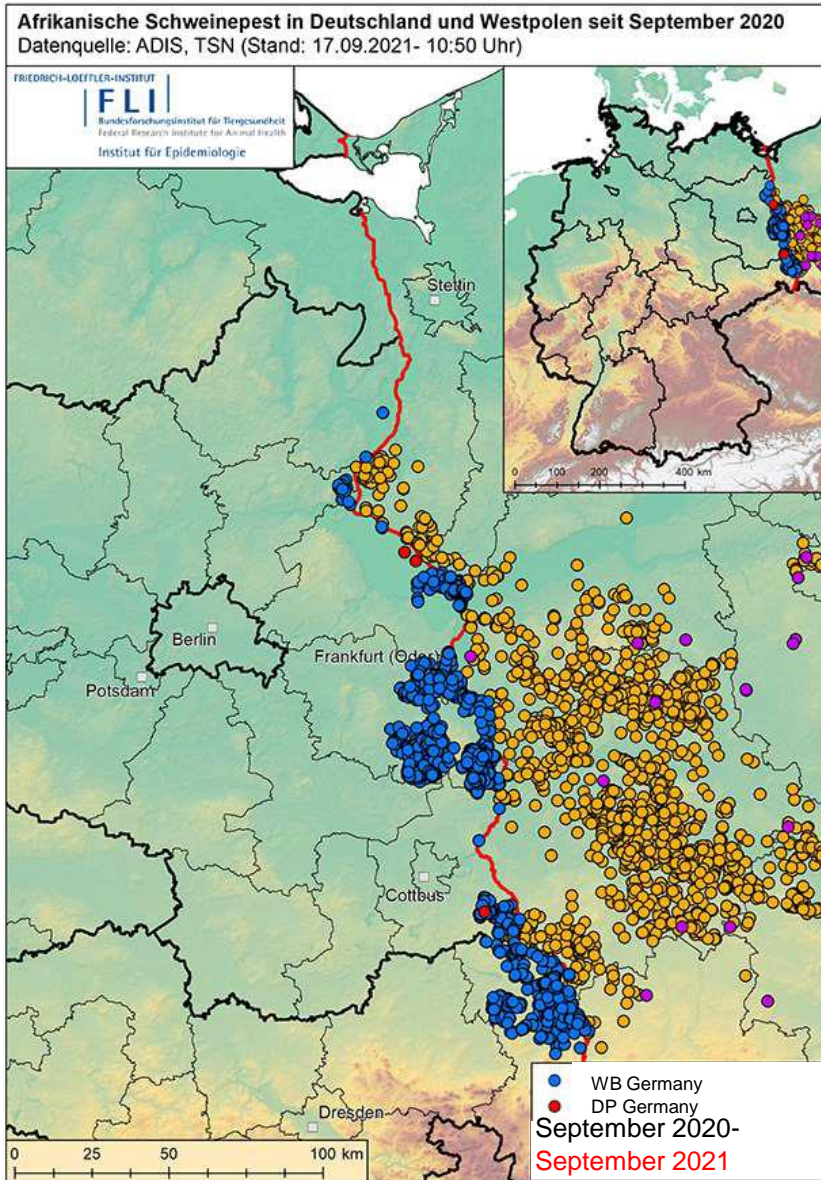 Afrikanische Schweinepest in Deutschland und Westpolen seit September 2020
Datenquelle: ADIS, TSN (Stand: 17.09.2021- 10:50 Uhr)
FRIEDRICH-LOEFFLER-INSTITUT
FLI
Bundesforschungsinstitut für Tiergesundheit
Federal Research Institute for Animal Health
Institut für Epidemiologie
0 100 200 400 km
Stettin
Berlin
Frankfurt (Oder)
Potsdam
Cottbus
Dresden
WB Germany
DP Germany
September 2020-
September 2021
0 25 50 100 km